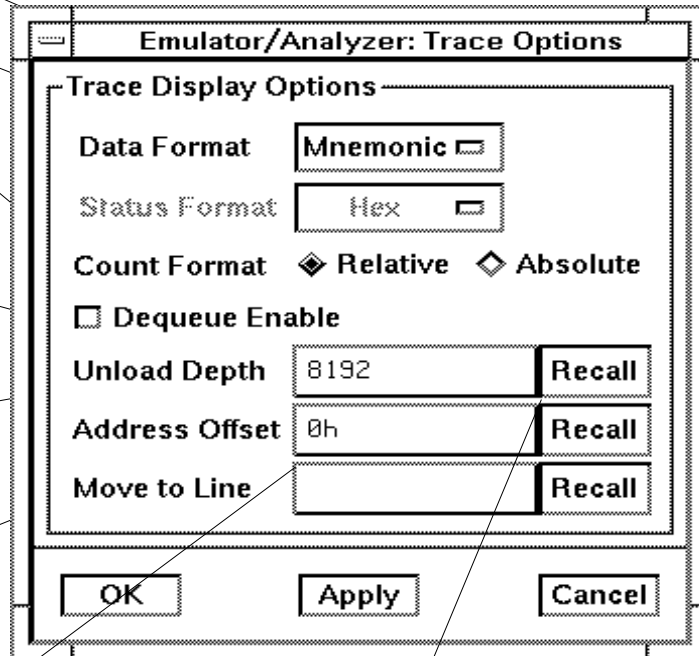 Emulator/Analyzer: Trace Options
Trace Display Options
Data Format Mnemonic
Status Format Hex
Count Format Relative Absolute
Dequeue Enable
Unload Depth 8192 Recall
Address Offset 0h Recall
Move to Line Recall
OK Apply Cancel